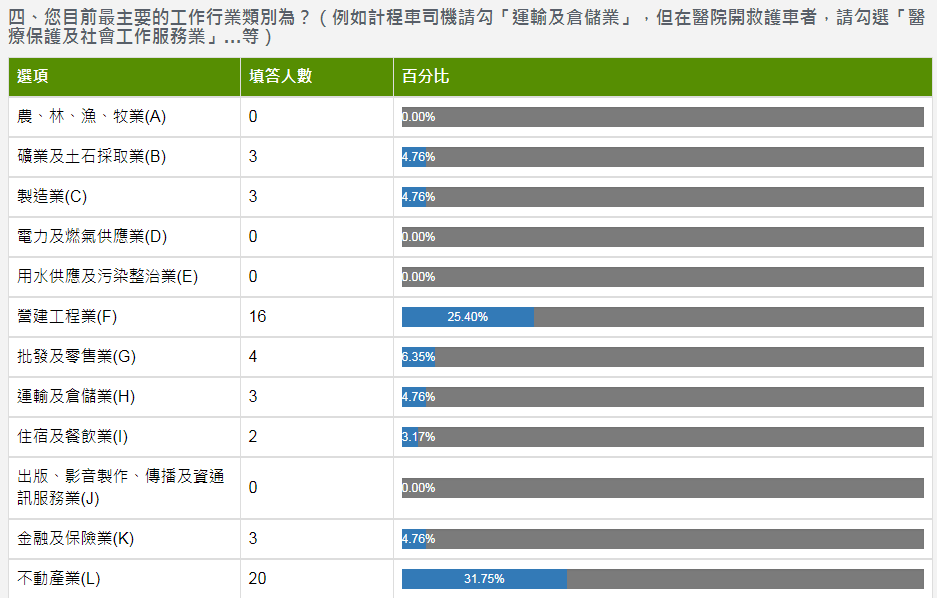 四、您目前最主要的工作行業類別為？（例如計程車司機請勾「運輸及倉儲業」，但在醫院開救護車者，請勾選「醫
療保護及社會工作服務業」...等）
選項 填答人數 百分比
農、林、漁、牧業(A) 0 0.00%
礦業及土石採取業(B) 3 4.76%
製造業(C) 3 4.76%
電力及燃氣供應業(D) 0 0.00%
用水供應及污染整治業(E) 0 0.00%
營建工程業(F) 16 25.40%
批發及零售業(G) 4 6.35%
運輸及倉儲業(H) 3 4.76%
住宿及餐飲業(I) 2 3.17%
出版、影音製作、傳播及資通
訊服務業(J) 0 0.00%
金融及保險業(K) 3 4.76%
不動產業(L) 20 31.75%